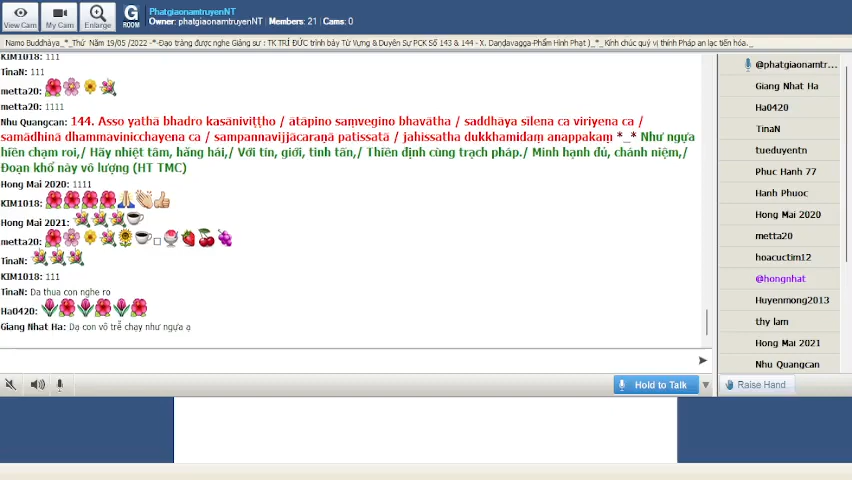 PhatgiaonamtruyenNT
Owner: phatgiaonamtruyenNT | Members: 21 | Cams: 0
View Cam
My Cam
Enlarge
G
ROOM
Namo Buddhàya_*_Thứ Năm 19/05 /2022 -*-Đạo tràng được nghe Giảng sư : TK TRÍ ĐỨC trình bày Từ Vựng & Duyên Sự PCK Số 143 & 144 - X. Daṇḍavagga-Phẩm Hình Phạt )_*_ Kính chúc quý vị thính Pháp an lạc tiến hóa._
KIM1018: 111
TinaN: 111
metta20:
metta20: 1111
Nhu Quangcan: 144. Asso yathā bhadro kasāniviṭṭho / ātāpino saṃvegino bhavātha / saddhāya sīlena ca viriyena ca /
samādhinā dhammavinicchayena ca / sampannavijjācaraṇā patissatā / jahissatha dukkhamidaṃ anappakaṃ *_* Như ngựa
hiền chạm roi,/ Hãy nhiệt tâm, hăng hái,/ Với tín, giới, tinh tấn,/ Thiền định cùng trạch pháp./ Minh hạnh đủ, chánh niệm,/
Đoạn khổ này vô lượng (HT TMC)
Hong Mai 2020: 1111
KIM1018:
Hong Mai 2021:
metta20:
TinaN:
KIM1018: 111
TinaN: Da thua con nghe ro
Ha0420:
Giang Nhat Ha: Dạ con vô trễ chạy như ngựa ạ
Hold to Talk
@phatgiaonamtr...
Giang Nhat Ha
Ha0420
TinaN
tueduyentn
Phuc Hanh 77
Hanh Phuoc
Hong Mai 2020
metta20
hoacuctim12
@hongnhat
Huyenmong2013
thy lam
Hong Mai 2021
Nhu Quangcan
Raise Hand